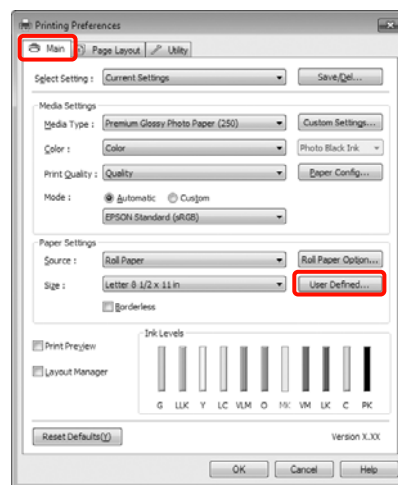 Printing Preferences
Main Page Layout Utility
Select Setting : Current Settings Save/Del...
Media Settings
Media Type : Premium Glossy Photo Paper (250) Custom Settings...
Color : Color Photo Black Ink
Print Quality : Quality Paper Config...
Mode : Automatic Custom
EPSON Standard (sRGB)
Paper Settings
Source : Roll Paper Roll Paper Option...
Size : Letter 8 1/2 x 11 in User Defined...
Borderless
Ink Levels
Print Preview
Layout Manager
G LLK Y LC VLM O MK VM LK C PK
Reset Defaults(Y) Version X.XX
OK Cancel Help